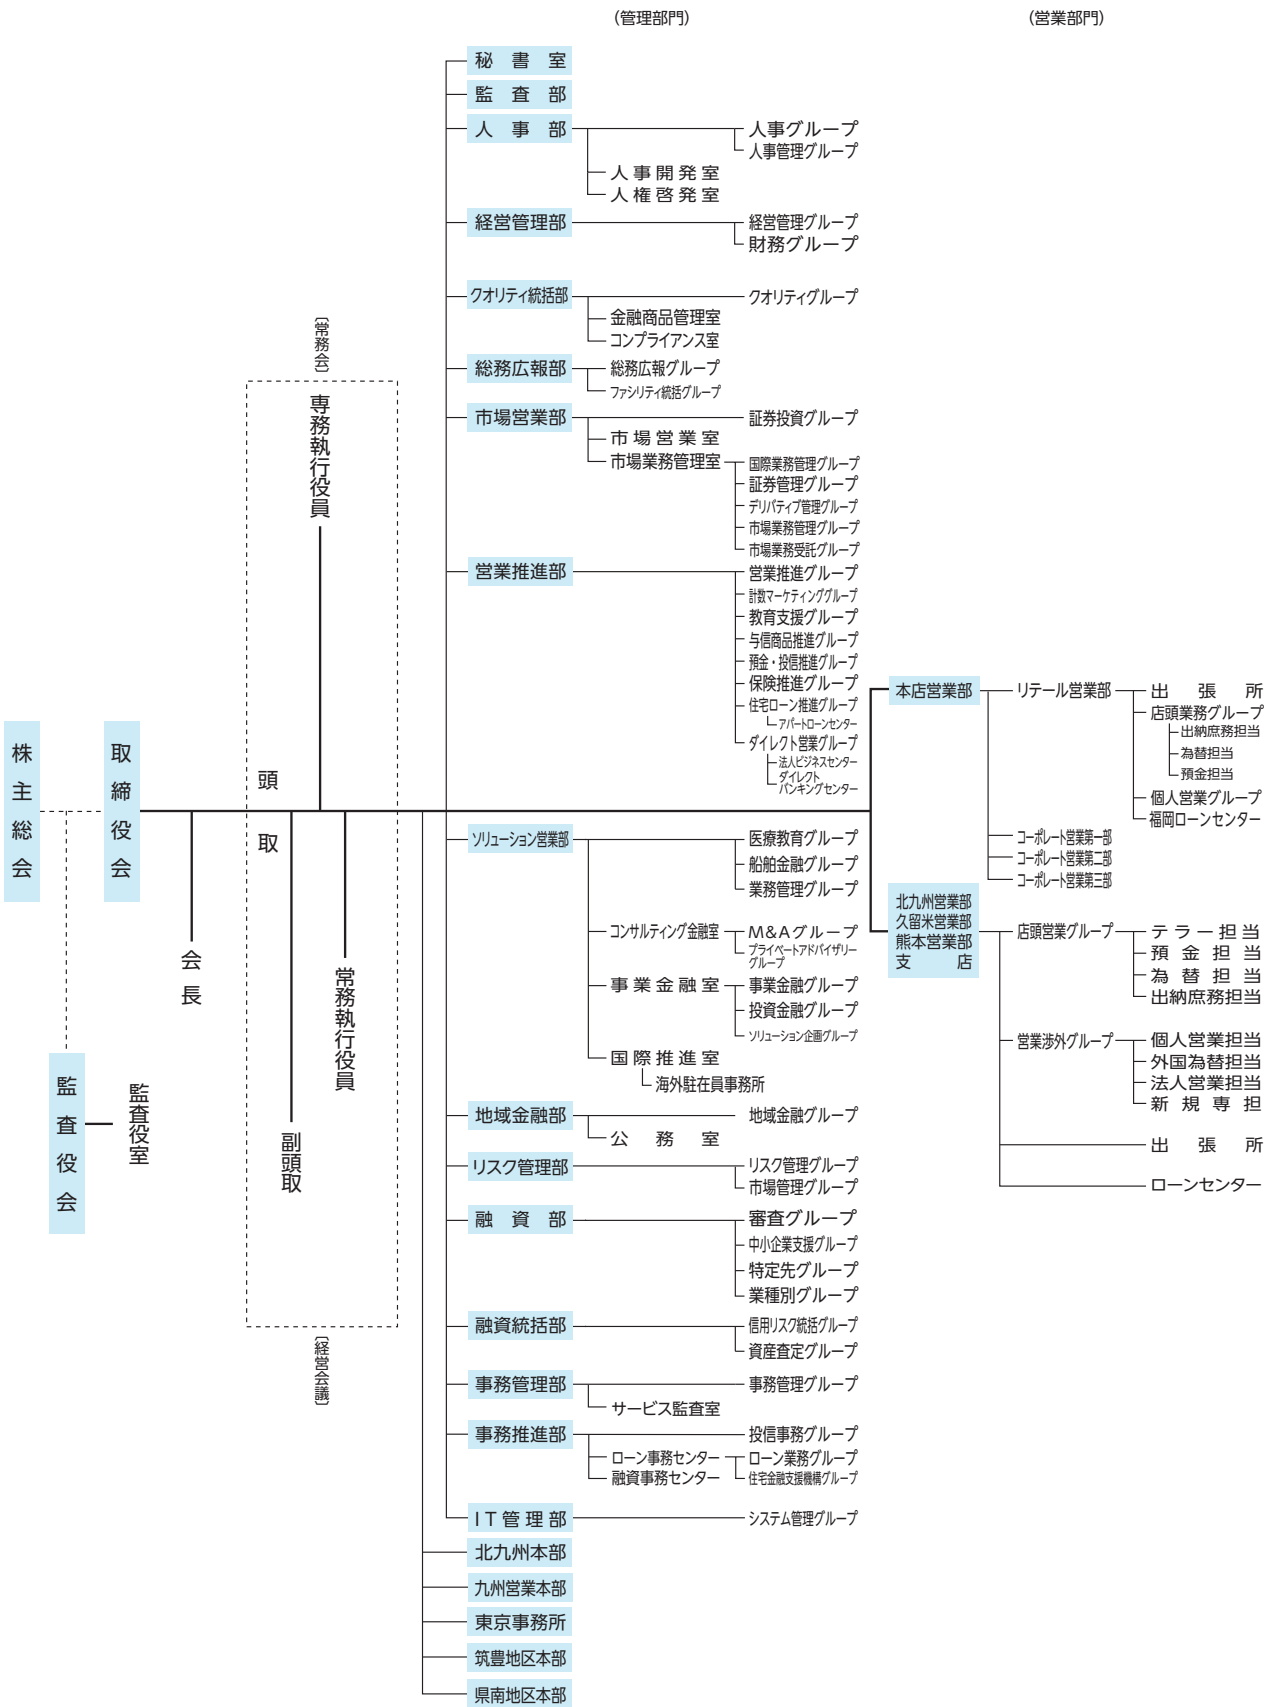 (管理部門)
(営業部門)
秘書室
監査部
人事部
人事グループ
人事管理グループ
人事開発室
人権啓発室
経営管理部
経営管理グループ
財務グループ
クオリティ統括部
クオリティグループ
金融商品管理室
コンプライアンス室
総務広報部
総務広報グループ
ファシリティ統括グループ
市場営業部
証券投資グループ
市場営業室
市場業務管理室
国際業務管理グループ
証券管理グループ
デリバティブ管理グループ
市場業務管理グループ
市場業務受託グループ
営業推進部
営業推進グループ
計数マーケティンググループ
教育支援グループ
与信商品推進グループ
預金・投信推進グループ
保険推進グループ
住宅ローン推進グループ
アパートローンセンター
ダイレクト営業グループ
法人ビジネスセンター
ダイレクト
バンキングセンター
株主総会
取締役会
監査役会
監査役室
会長
頭取
副頭取
〔常務会〕
専務執行役員
常務執行役員
〔経営会議〕
ソリューション営業部
医療教育グループ
船舶金融グループ
業務管理グループ
コンサルティング金融室
M&Aグループ
プライベートアドバイザリー
グループ
事業金融室
事業金融グループ
投資金融グループ
ソリューション企画グループ
国際推進室
海外駐在員事務所
地域金融部
地域金融グループ
公務室
リスク管理部
リスク管理グループ
市場管理グループ
融資部
審査グループ
中小企業支援グループ
特定先グループ
業種別グループ
融資統括部
信用リスク統括グループ
資産査定グループ
事務管理部
事務管理グループ
サービス監査室
事務推進部
投信事務グループ
ローン事務センター
ローン業務グループ
融資事務センター
住宅金融支援機構グループ
IT管理部
システム管理グループ
北九州本部
九州営業本部
東京事務所
筑豊地区本部
県南地区本部
本店営業部
リテール営業部
出張所
店頭業務グループ
出納庶務担当
為替担当
預金担当
個人営業グループ
福岡ローンセンター
コーポレート営業第一部
コーポレート営業第二部
コーポレート営業第三部
北九州営業部
久留米営業部
熊本営業部
支店
店頭営業グループ
テラー担当
預金担当
為替担当
出納庶務担当
営業渉外グループ
個人営業担当
外国為替担当
法人営業担当
新規専担
出張所
ローンセンター